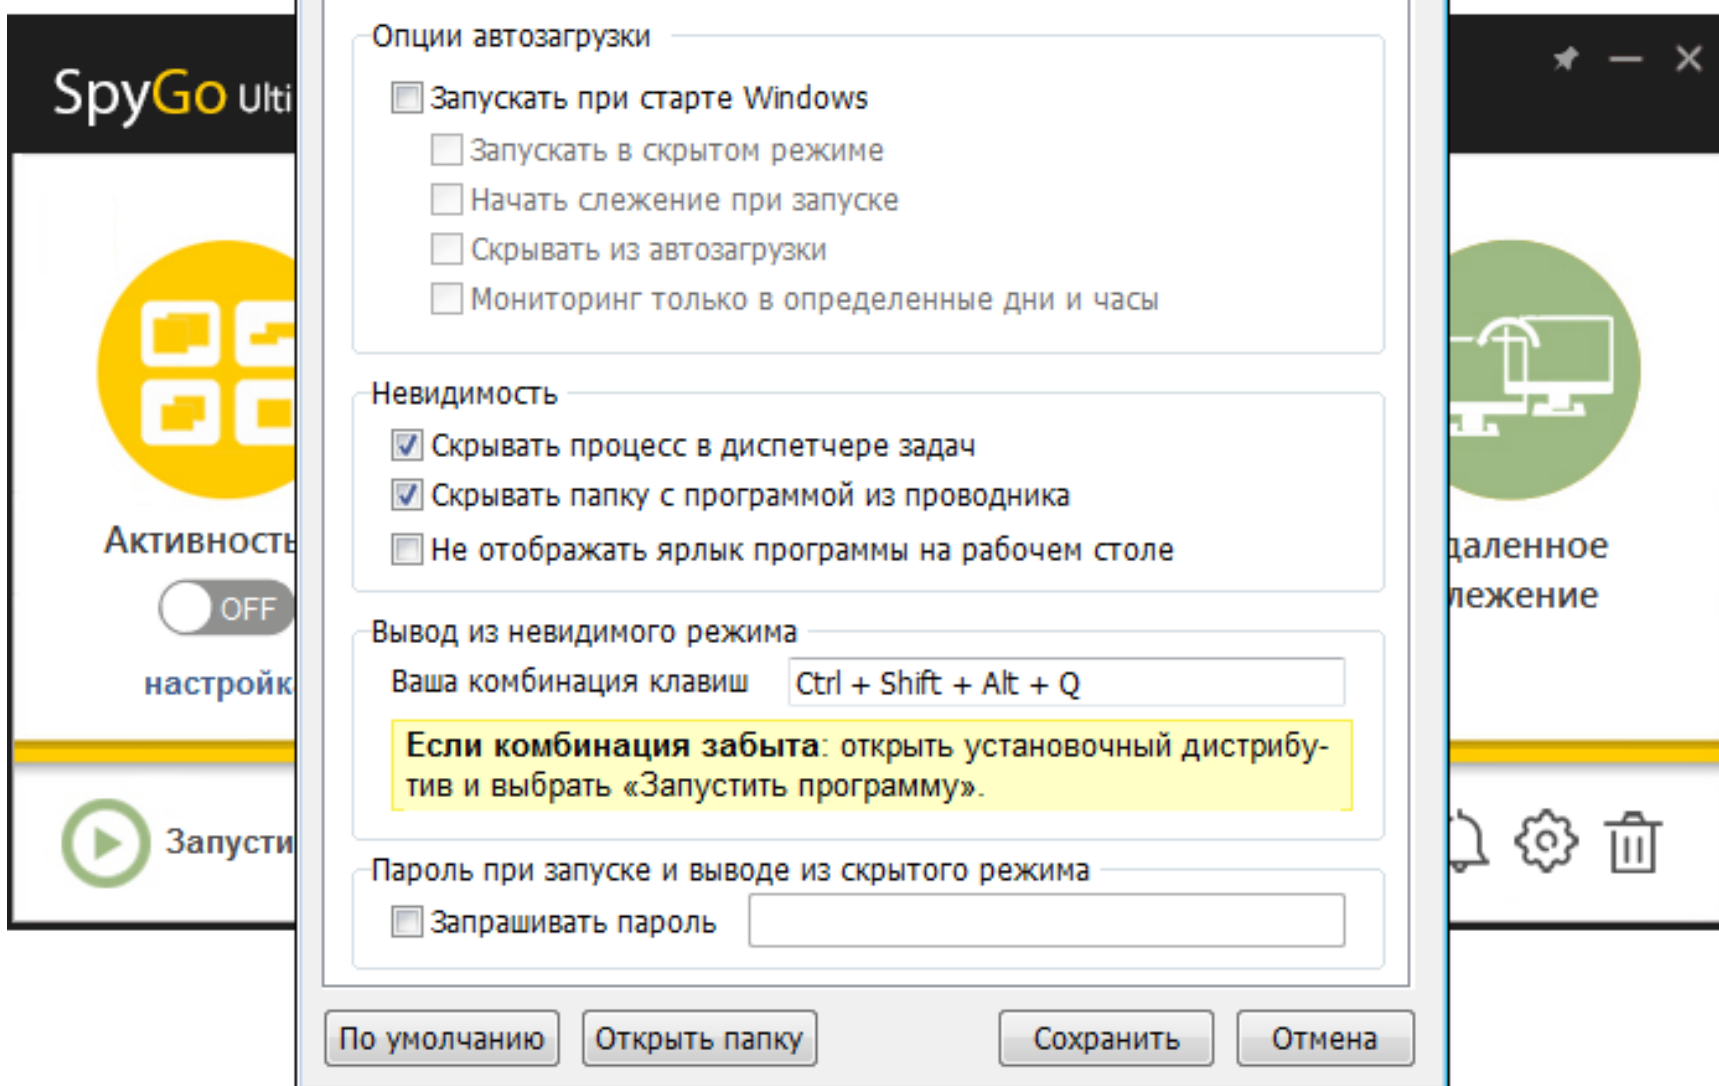 SpyGo Ulti
Опции автозагрузки
Запускать при старте Windows
Запускать в скрытом режиме
Начать слежение при запуске
Скрывать из автозагрузки
Мониторинг только в определенные дни и часы
Невидимость
Скрывать процесс в диспетчере задач
Скрывать папку с программой из проводника
Не отображать ярлык программы на рабочем столе
Активность
OFF
настройк
даленное
лежение
Вывод из невидимого режима
Ваша комбинация клавиш Ctrl + Shift + Alt + Q
Если комбинация забыта: открыть установочный дистрибу-
тив и выбрать «Запустить программу».
Запусти
Пароль при запуске и выводе из скрытого режима
Запрашивать пароль
По умолчанию Открыть папку Сохранить Отмена